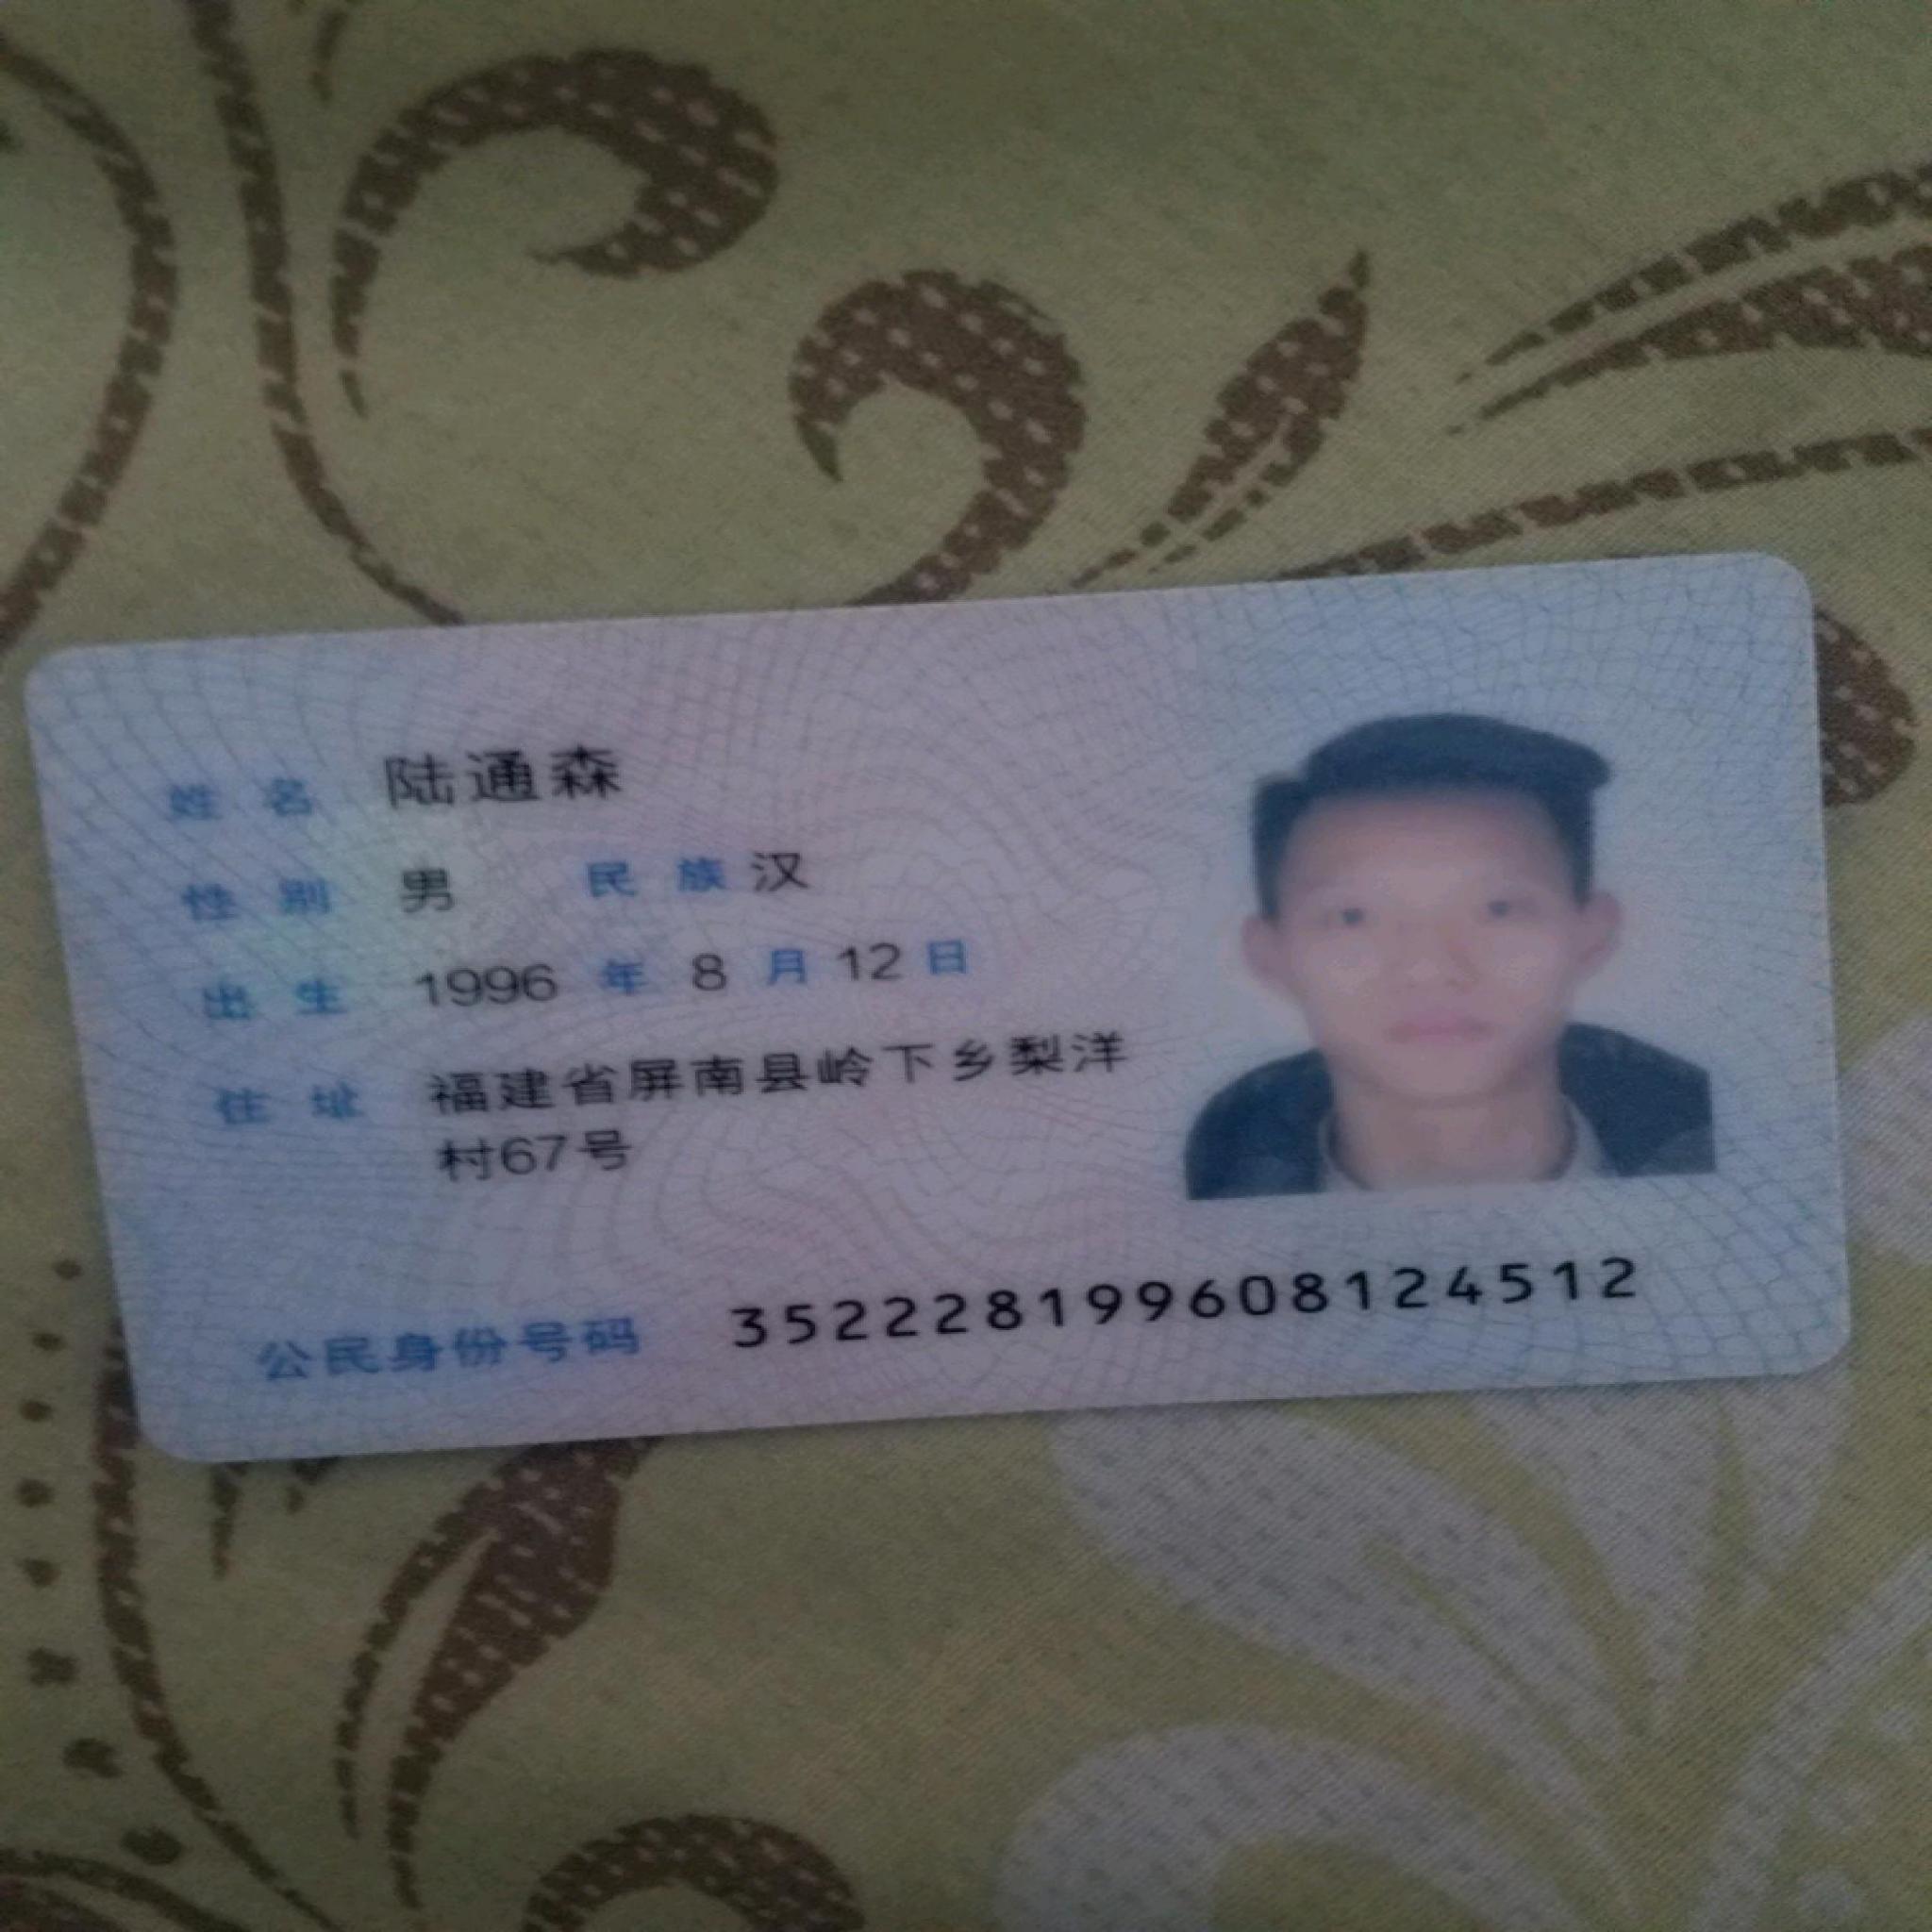 姓名 陆通森
性别 男 民族 汉
出生 1996 年 8 月 12 日
住址 福建省屏南县岭下乡梨洋
村67号
公民身份号码 352228199608124512